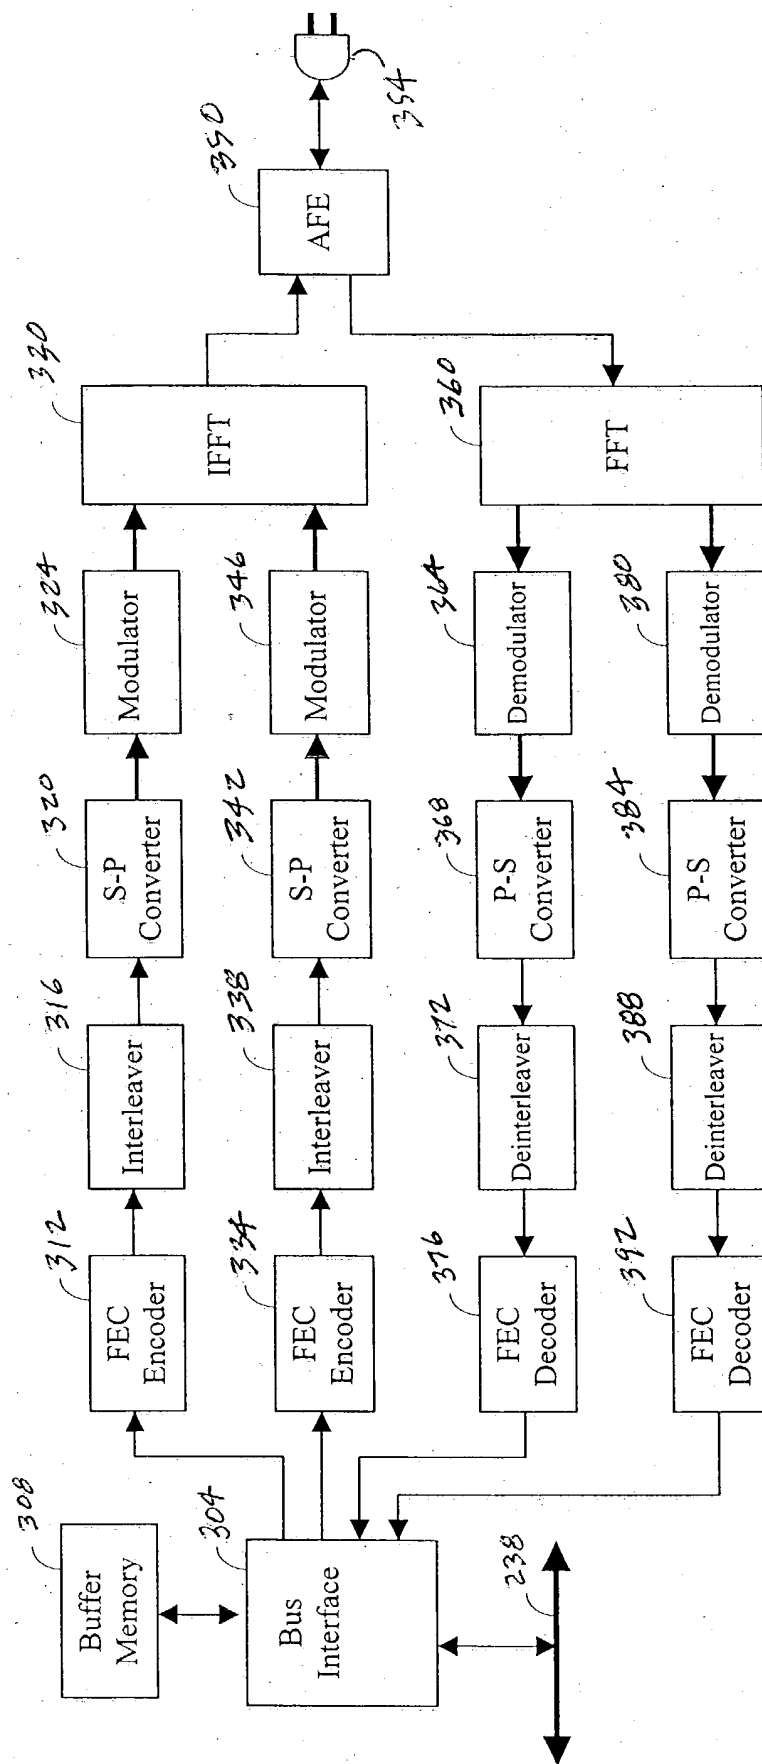 308
Buffer
Memory
312
FEC
Encoder
316
Interleaver
320
S-P
Converter
324
Modulator
330
IFFT
304
Bus
Interface
334
FEC
Encoder
338
Interleaver
342
S-P
Converter
346
Modulator
350
AFE
354
376
FEC
Decoder
372
Deinterleaver
368
P-S
Converter
364
Demodulator
360
FFT
238
392
FEC
Decoder
388
Deinterleaver
384
P-S
Converter
380
Demodulator